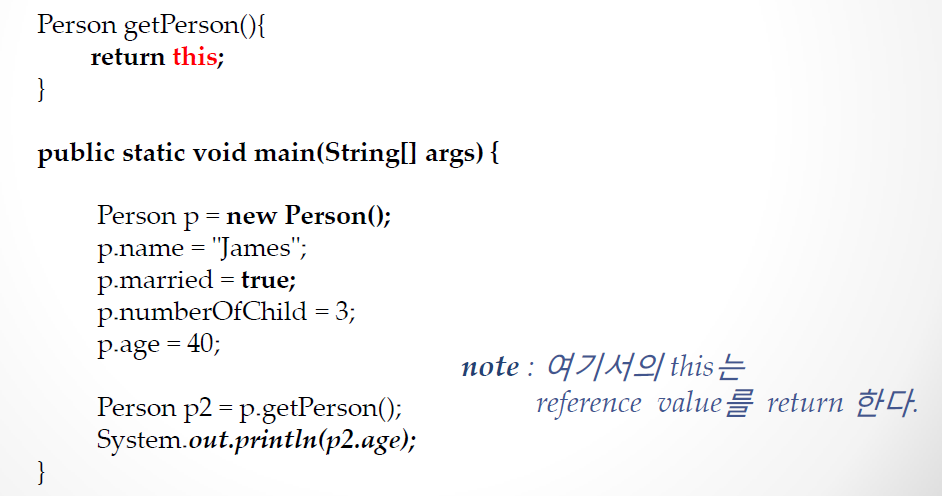 Person getPerson(){
return this;
}
public static void main(String[] args) {
Person p = new Person();
p.name = "James";
p.married = true;
p.numberOfChild = 3;
p.age = 40;
note : 여기서의 this는
reference value를 return 한다.
Person p2 = p.getPerson();
System.out.println(p2.age);
}